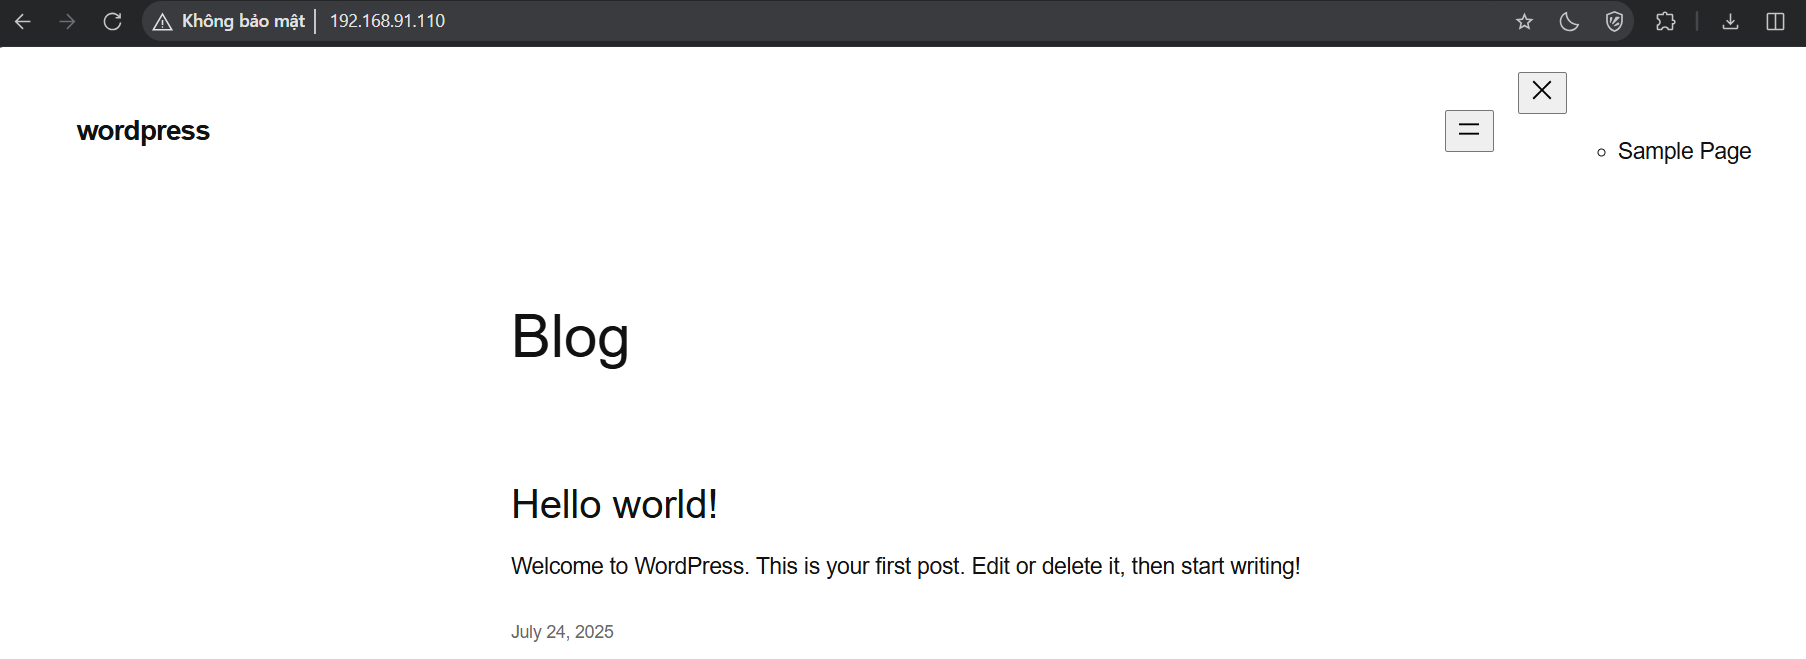 Không bảo mật 192.168.91.110
wordpress
Sample Page
Blog
Hello world!
Welcome to WordPress. This is your first post. Edit or delete it, then start writing!
July 24, 2025